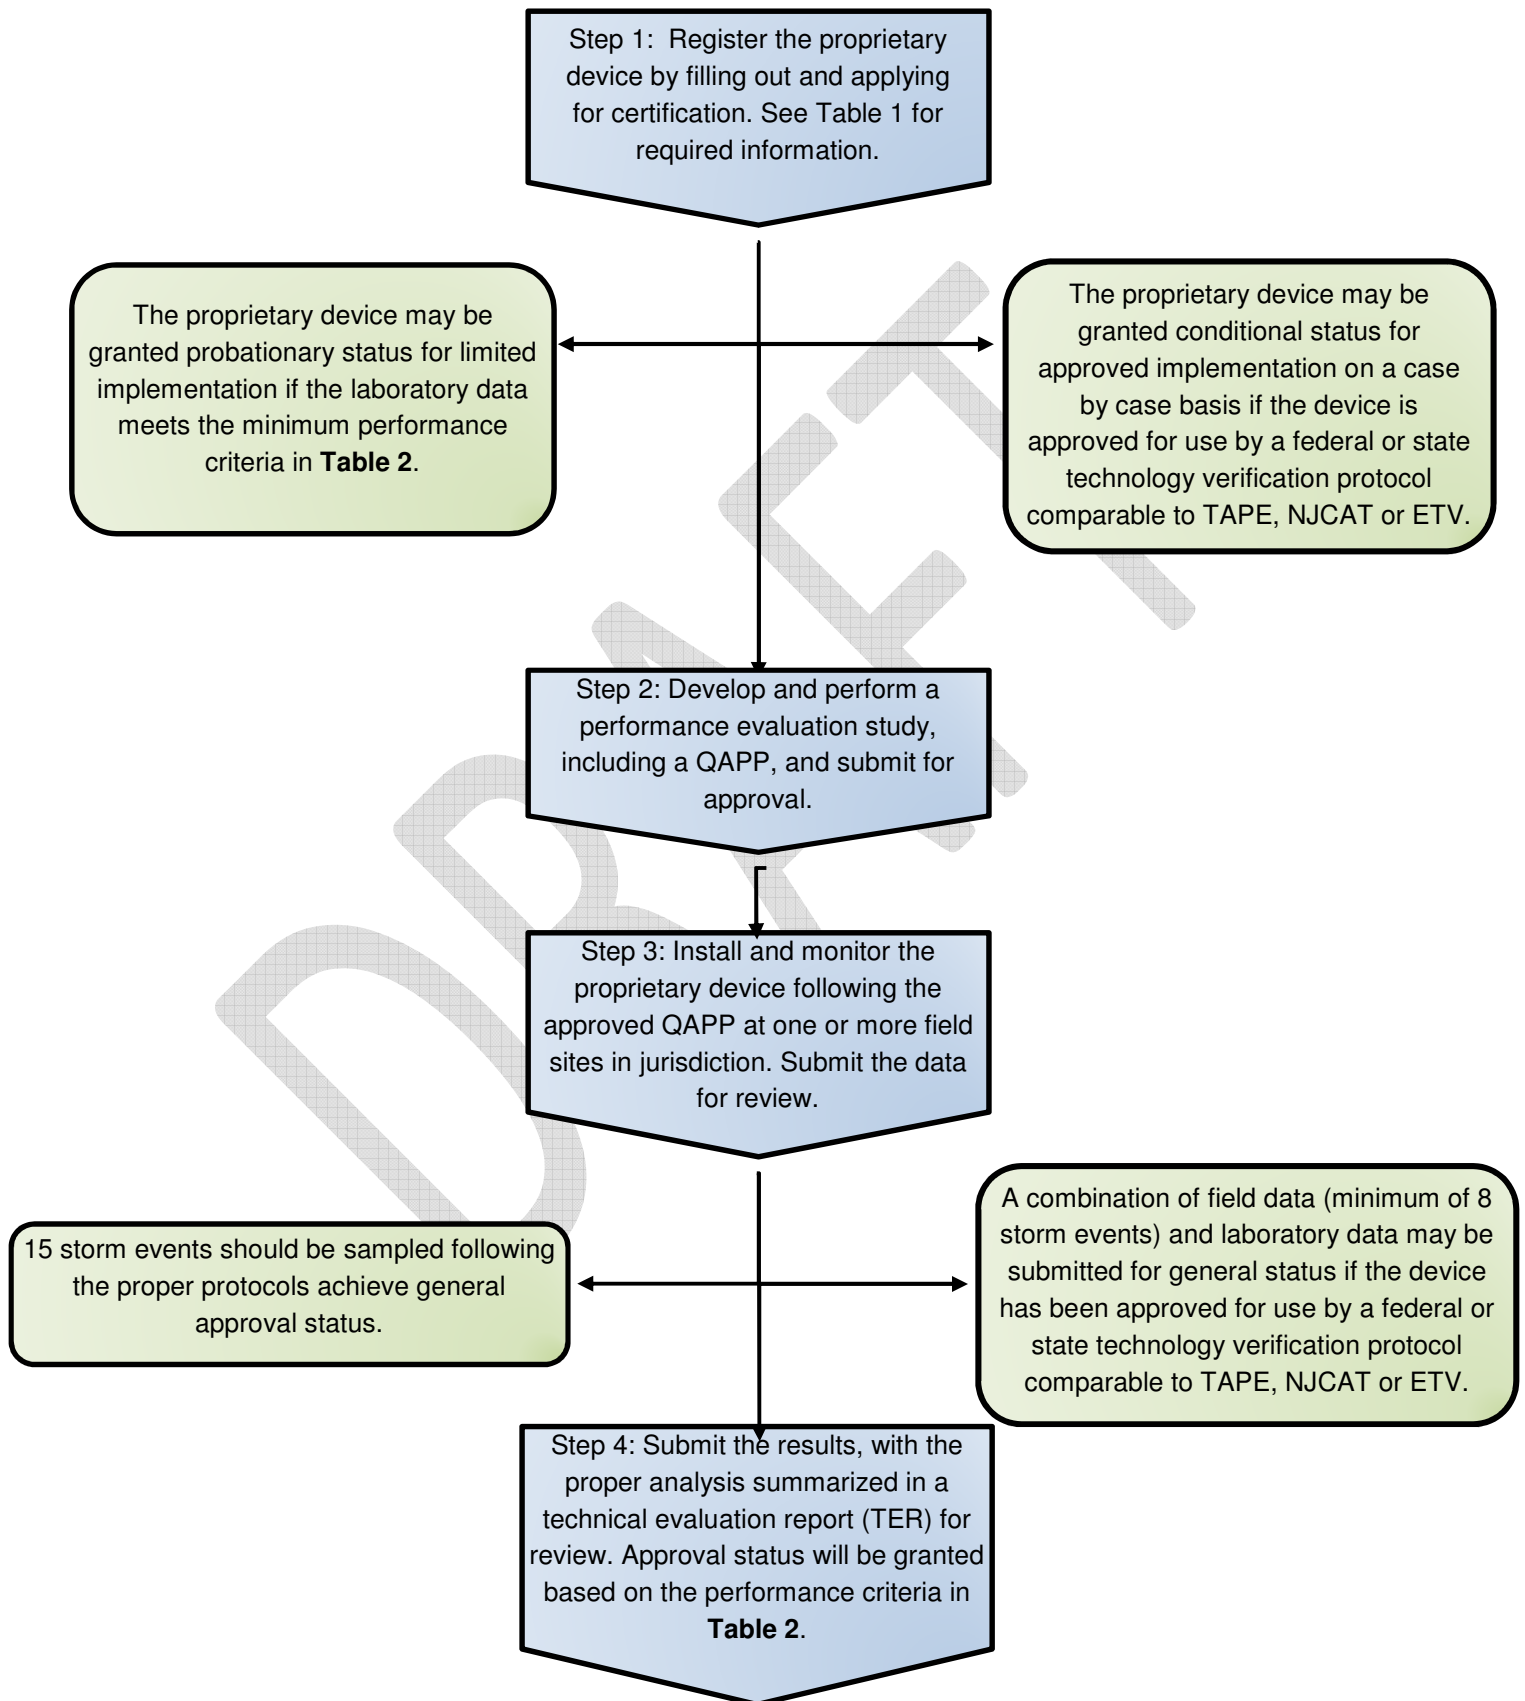 Step 1:  Register the proprietary
device by filling out and applying
for certification. See Table 1 for
required information.
The proprietary device may be
granted probationary status for limited
implementation if the laboratory data
meets the minimum performance
criteria in Table 2.
The proprietary device may be
granted conditional status for
approved implementation on a case
by case basis if the device is
approved for use by a federal or state
technology verification protocol
comparable to TAPE, NJCAT or ETV.
Step 2: Develop and perform a
performance evaluation study,
including a QAPP, and submit for
approval.
Step 3: Install and monitor the
proprietary device following the
approved QAPP at one or more field
sites in jurisdiction. Submit the data
for review.
15 storm events should be sampled following
the proper protocols achieve general
approval status.
A combination of field data (minimum of 8
storm events) and laboratory data may be
submitted for general status if the device
has been approved for use by a federal or
state technology verification protocol
comparable to TAPE, NJCAT or ETV.
Step 4: Submit the results, with the
proper analysis summarized in a
technical evaluation report (TER) for
review. Approval status will be granted
based on the performance criteria in
Table 2.
DRAFT